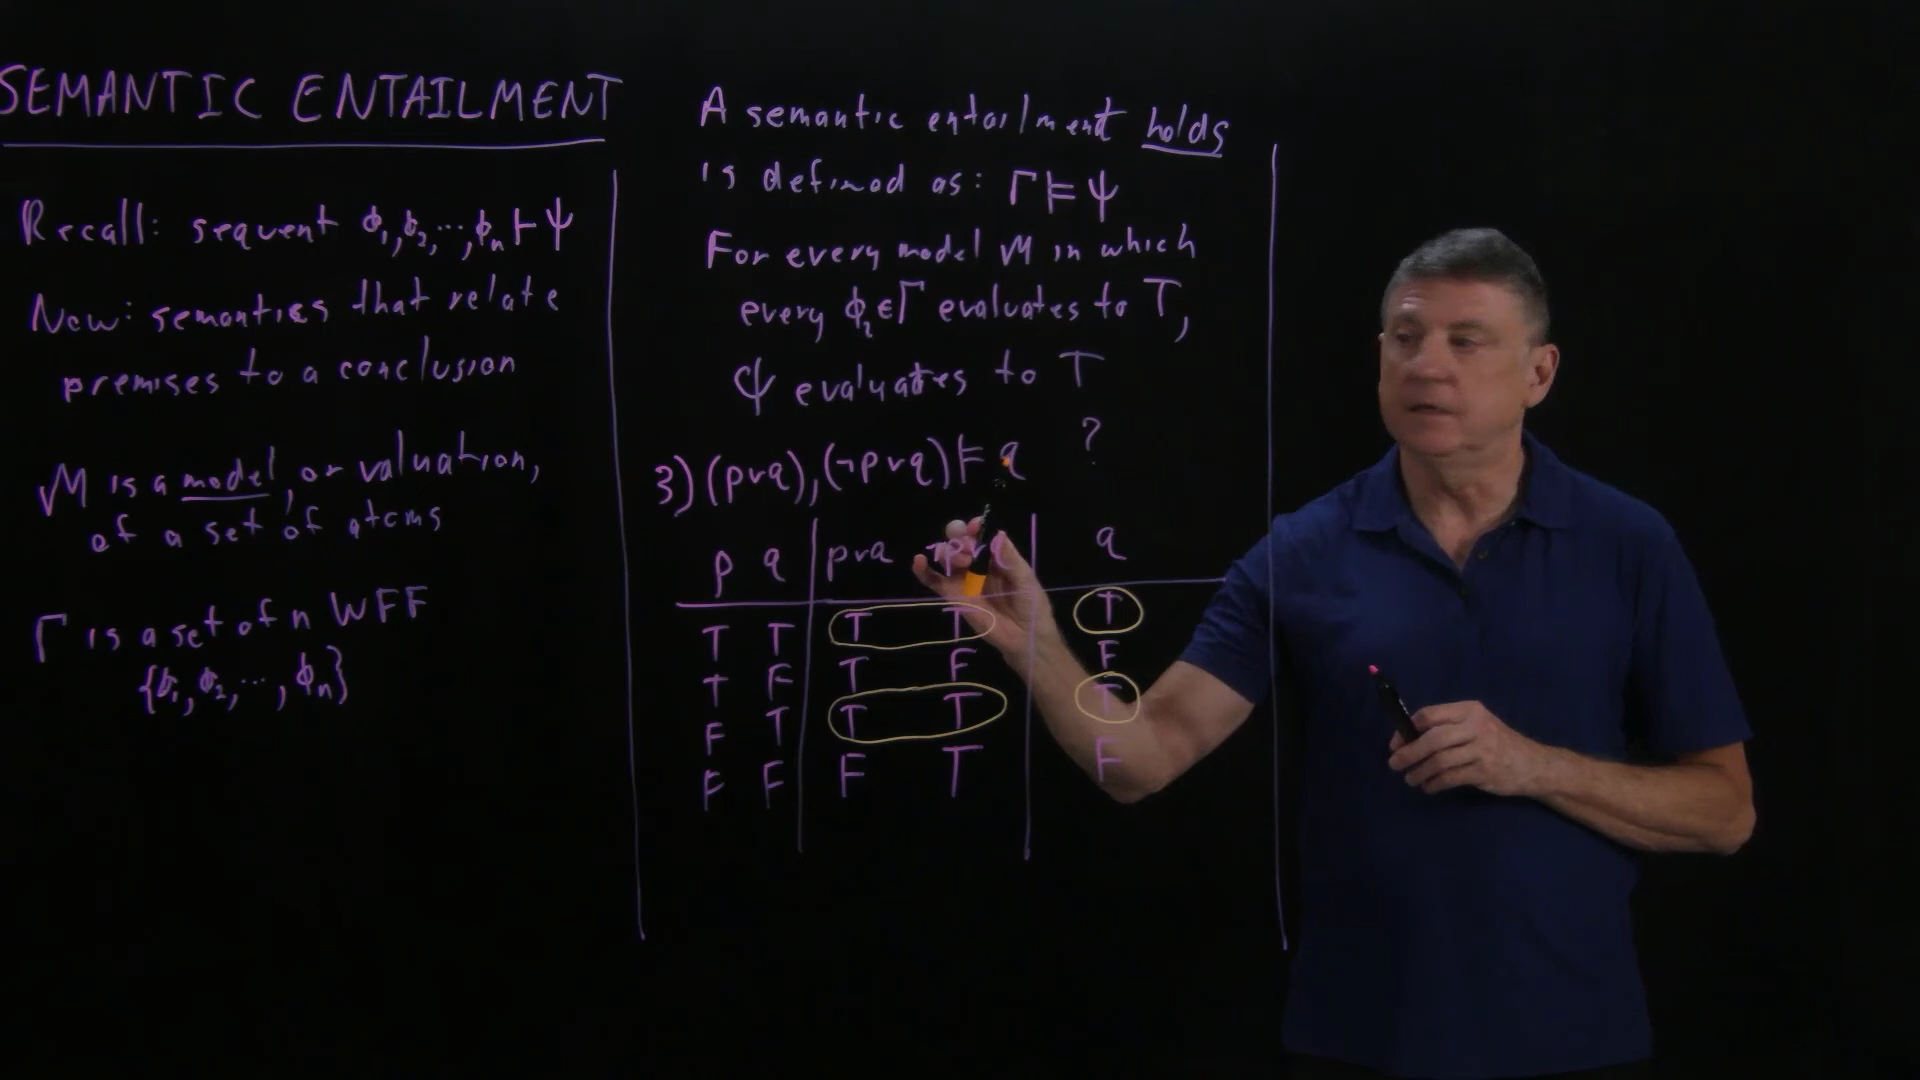 SEMANTIC ENTAILMENT
Recall: sequent ϕ₁,ϕ₂,...,ϕₙ ⊢ Ψ
New: semantics that relate
premises to a conclusion
M is a model, or valuation,
of a set of atoms
Γ is a set of n WFF
{ϕ₁,ϕ₂,...,ϕₙ}
A semantic entailment holds
is defined as: Γ ⊨ Ψ
For every model M in which
every ϕᵢ ∈ Γ evaluates to T,
Ψ evaluates to T
3) (p∨q),(¬p∨q) ⊨ q ?
p q p∨q ¬p∨q q
T T T T T
T F T F F
F T T T T
F F F T F